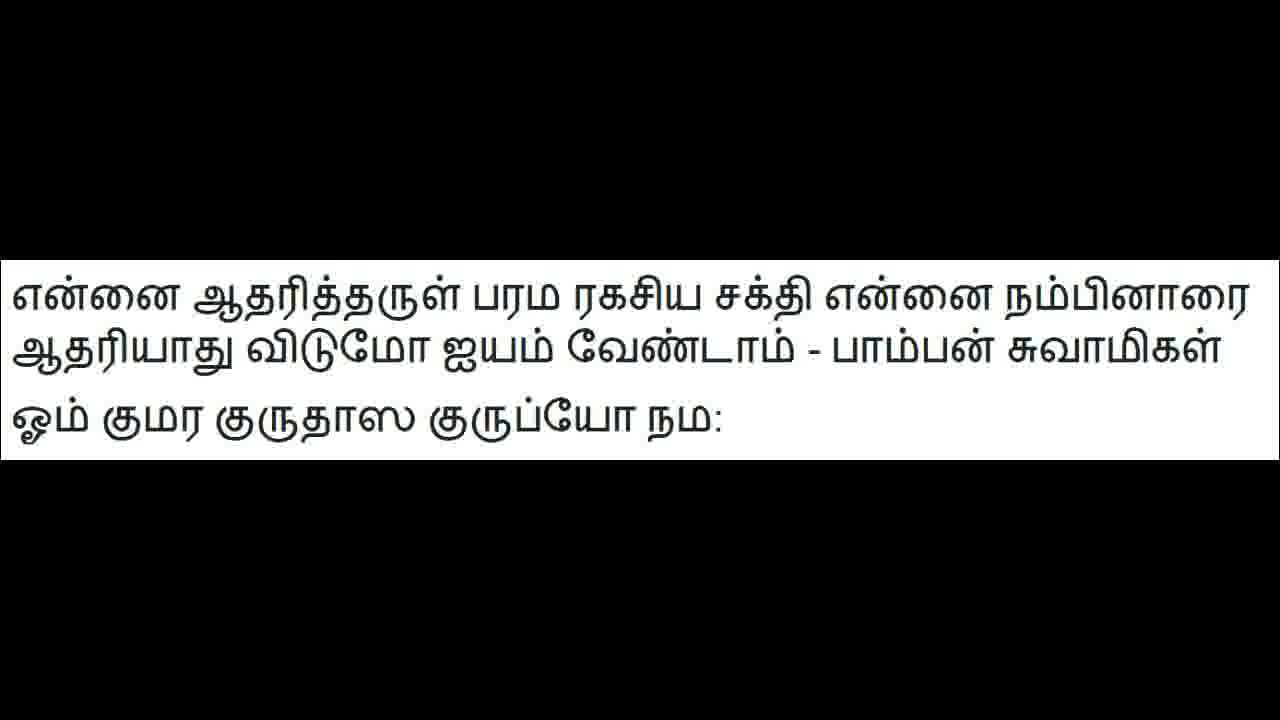 என்னை ஆதரித்தருள் பரம ரகசிய சக்தி என்னை நம்பினாரை
ஆதரியாது விடுமோ ஐயம் வேண்டாம் - பாம்பன் சுவாமிகள்
ஓம் குமர குருதாஸ குருப்யோ நம: